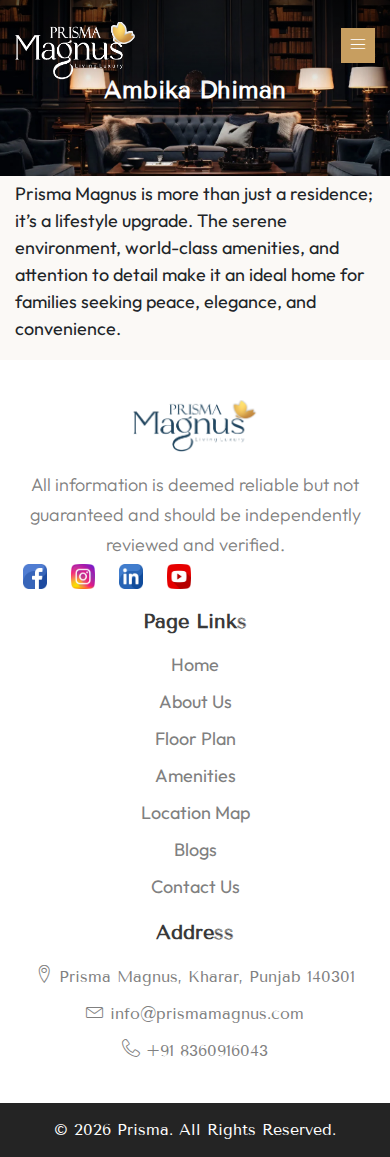 PRISMA
Magnus
Living Luxury
Ambika Dhiman
Prisma Magnus is more than just a residence;
it’s a lifestyle upgrade. The serene
environment, world-class amenities, and
attention to detail make it an ideal home for
families seeking peace, elegance, and
convenience.
PRISMA
Magnus
Living Luxury
All information is deemed reliable but not
guaranteed and should be independently
reviewed and verified.
Page Links
Home
About Us
Floor Plan
Amenities
Location Map
Blogs
Contact Us
Address
Prisma Magnus, Kharar, Punjab 140301
info@prismamagnus.com
+91 8360916043
© 2026 Prisma. All Rights Reserved.